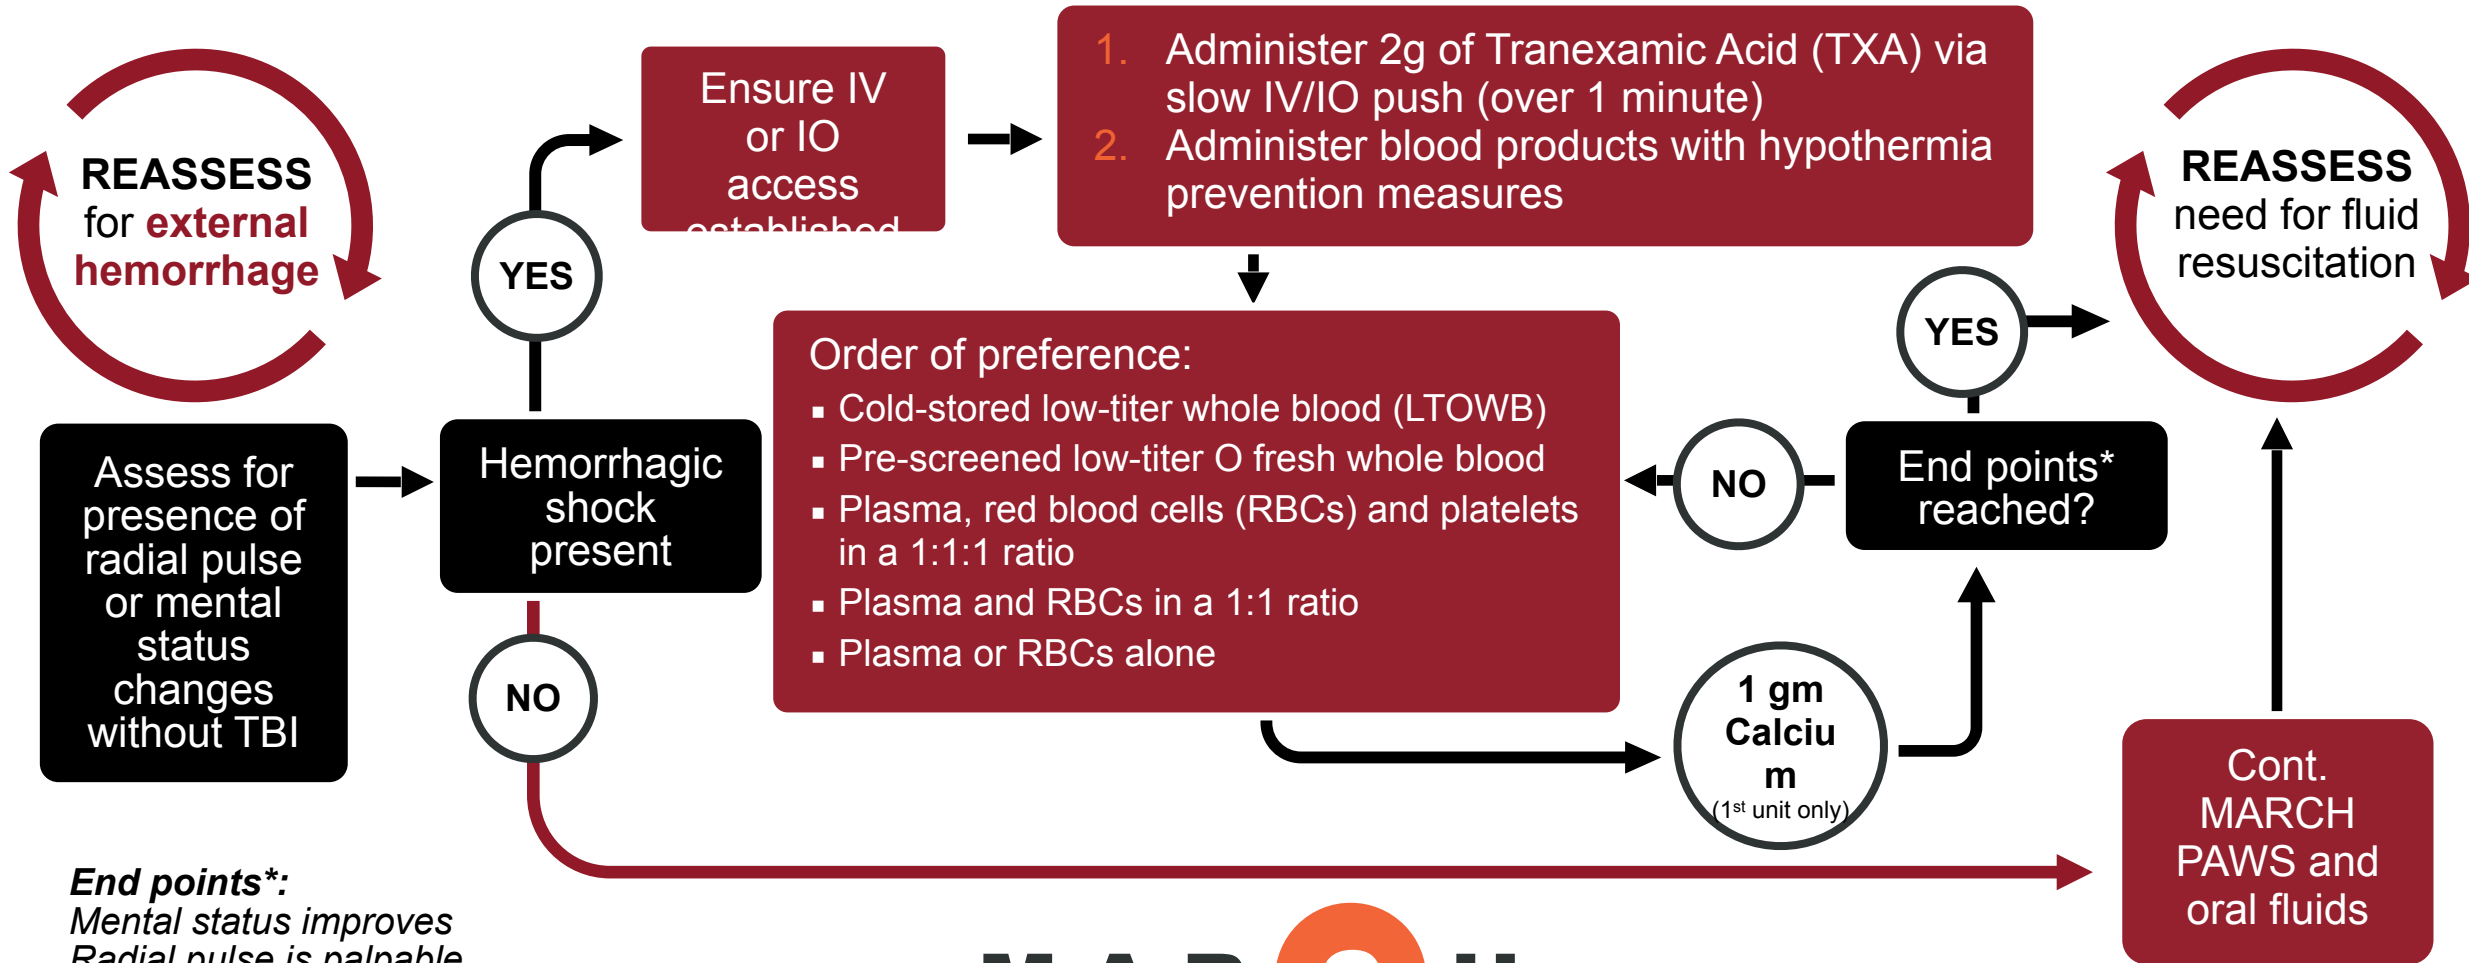 REASSESS
for external
hemorrhage
Assess for
presence of
radial pulse
or mental
status
changes
without TBI
Hemorrhagic
shock
present
YES
NO
Ensure IV
or IO
access
established
1. Administer 2g of Tranexamic Acid (TXA) via
slow IV/IO push (over 1 minute)
2. Administer blood products with hypothermia
prevention measures
Order of preference:
▪ Cold-stored low-titer whole blood (LTOWB)
▪ Pre-screened low-titer O fresh whole blood
▪ Plasma, red blood cells (RBCs) and platelets
in a 1:1:1 ratio
▪ Plasma and RBCs in a 1:1 ratio
▪ Plasma or RBCs alone
1 gm
Calciu
m
(1st unit only)
End points*
reached?
NO
YES
REASSESS
need for fluid
resuscitation
Cont.
MARCH
PAWS and
oral fluids
End points*:
Mental status improves
Radial pulse is palpable
M A R C H